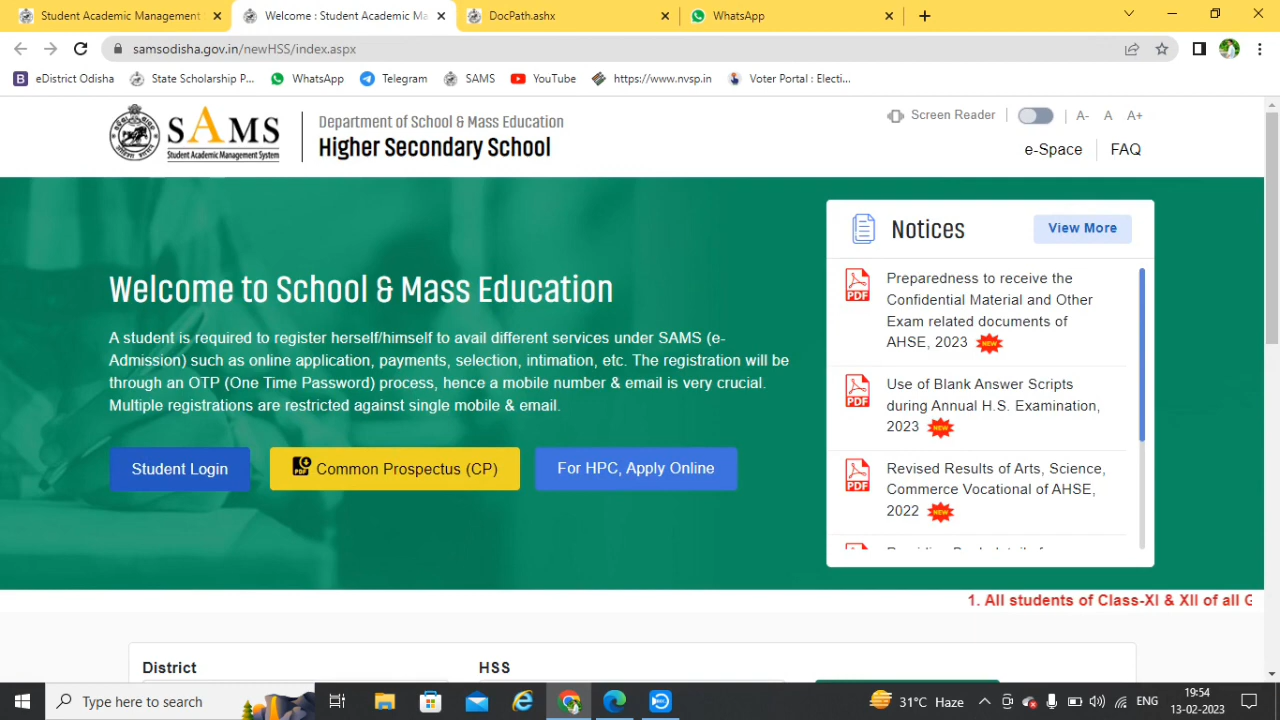 Student Academic Management
Welcome : Student Academic Ma
DocPath.ashx
WhatsApp
samsodisha.gov.in/newHSS/index.aspx
eDistrict Odisha
State Scholarship P...
WhatsApp
Telegram
SAMS
YouTube
https://www.nvsp.in
Voter Portal : Electi...
SAMS
Student Academic Management System
Department of School & Mass Education
Higher Secondary School
Screen Reader
A-
A
A+
e-Space
FAQ
Welcome to School & Mass Education
A student is required to register herself/himself to avail different services under SAMS (e-
Admission) such as online application, payments, selection, intimation, etc. The registration will be
through an OTP (One Time Password) process, hence a mobile number & email is very crucial.
Multiple registrations are restricted against single mobile & email.
Student Login
PDF
Common Prospectus (CP)
For HPC, Apply Online
Notices
View More
PDF
Preparedness to receive the
Confidential Material and Other
Exam related documents of
AHSE, 2023 NEW
PDF
Use of Blank Answer Scripts
during Annual H.S. Examination,
2023 NEW
PDF
Revised Results of Arts, Science,
Commerce Vocational of AHSE,
2022 NEW
1. All students of Class-XI & XII of all G
District
HSS
Type here to search
31°C Haze
ENG
19:54
13-02-2023